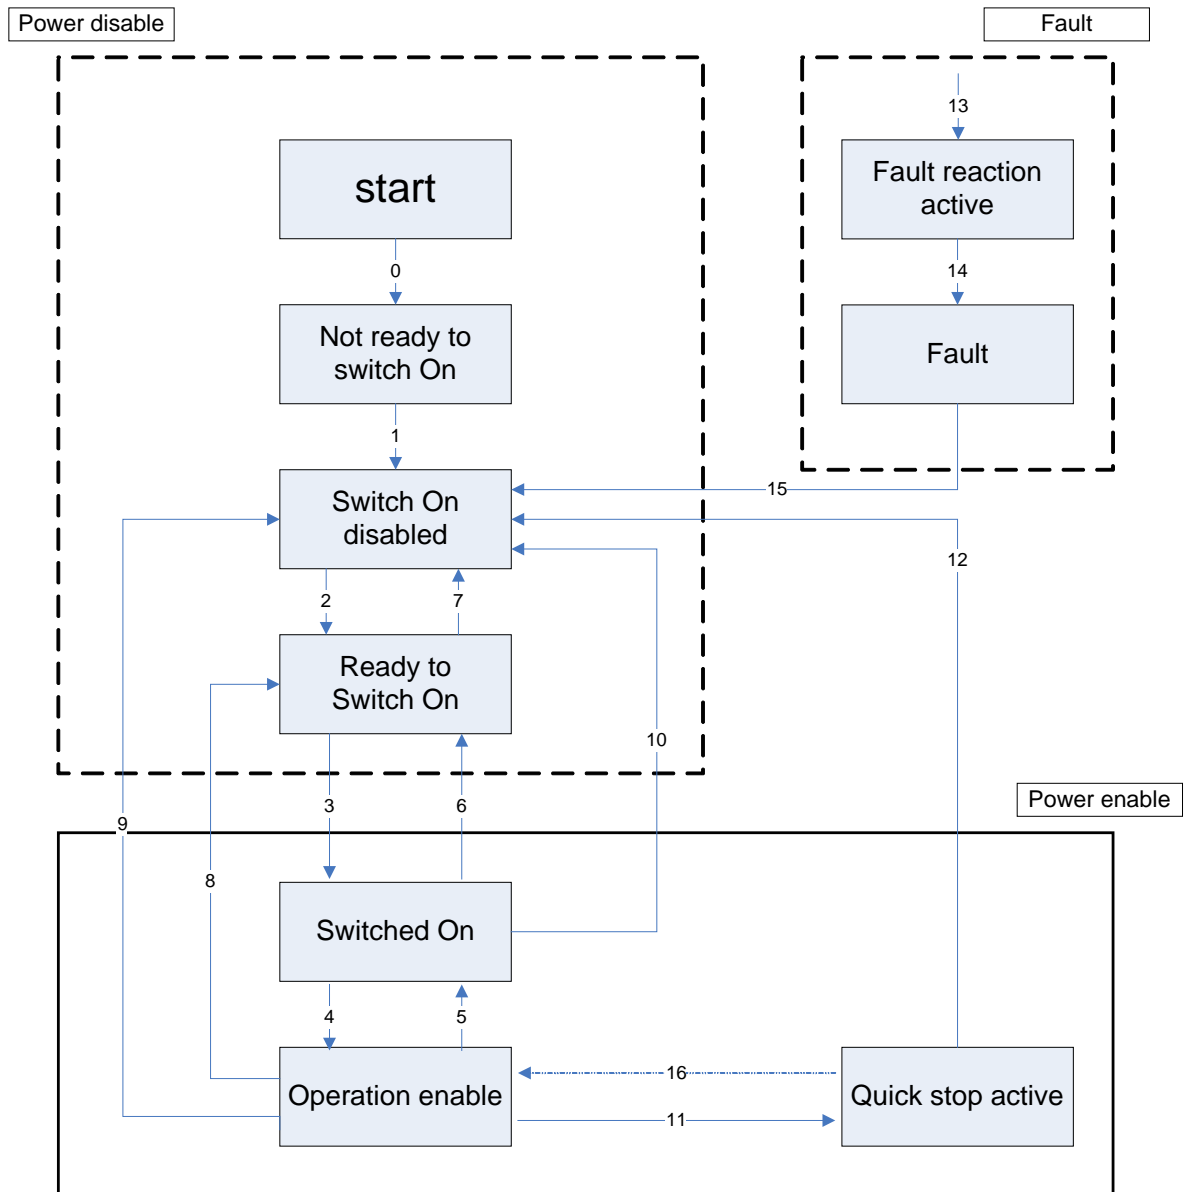 Power disable
Fault
13
start
Fault reaction
active
0
14
Not ready to
switch On
Fault
1
Switch On
disabled
15
12
2
7
Ready to
Switch On
10
3
6
Power enable
9
8
Switched On
4
5
Operation enable
16
11
Quick stop active